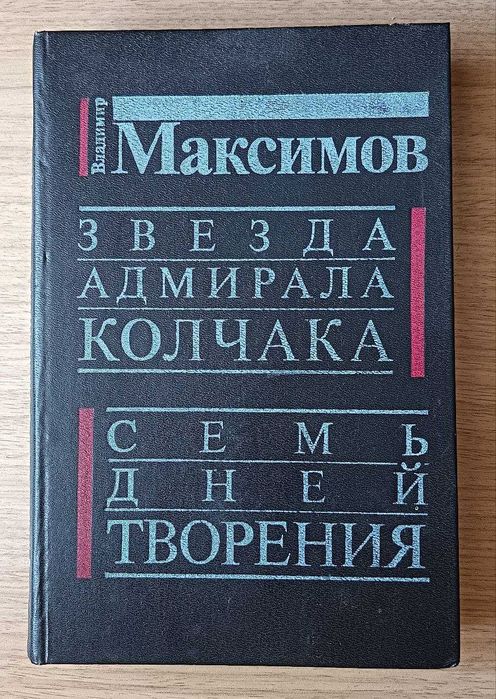 Владимир
Максимов
ЗВЕЗДА
АДМИРАЛА
КОЛЧАКА
СЕМЬ
ДНЕЙ
ТВОРЕНИЯ